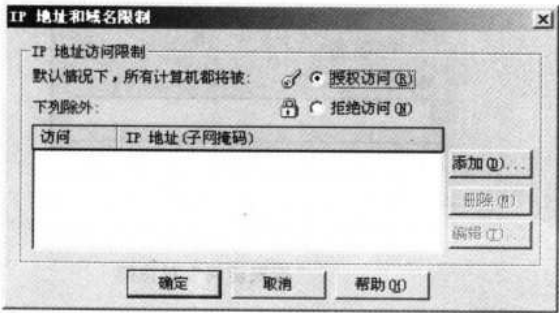 IP 地址和域名限制
IP 地址访问限制
默认情况下，所有计算机都将被：
授权访问(R)
下列除外：
拒绝访问(N)
访问 IP 地址(子网掩码)
添加(D)...
删除(M)
编辑(T)...
确定 取消 帮助(H)